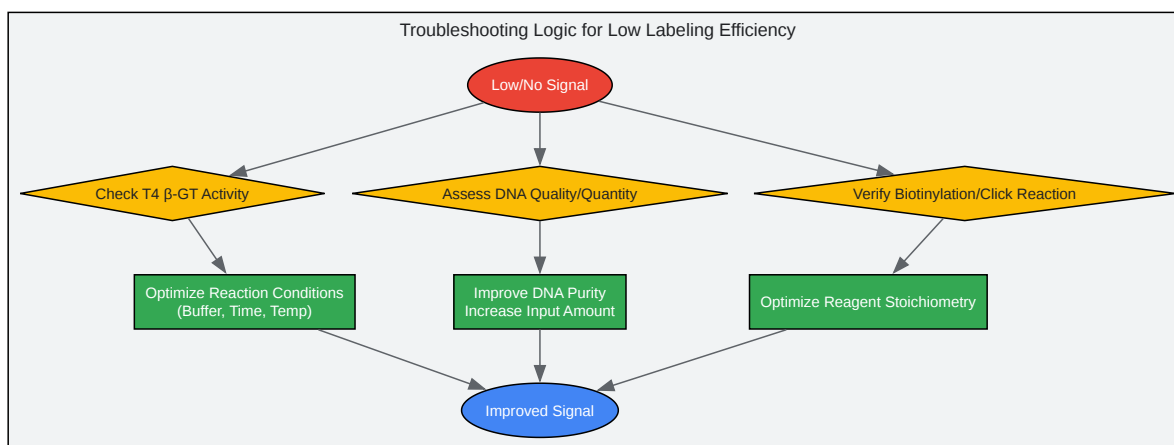 Troubleshooting Logic for Low Labeling Efficiency
Low/No Signal
Check T4 β-GT Activity
Assess DNA Quality/Quantity
Verify Biotinylation/Click Reaction
Optimize Reaction Conditions
(Buffer, Time, Temp)
Improve DNA Purity
Increase Input Amount
Optimize Reagent Stoichiometry
Improved Signal